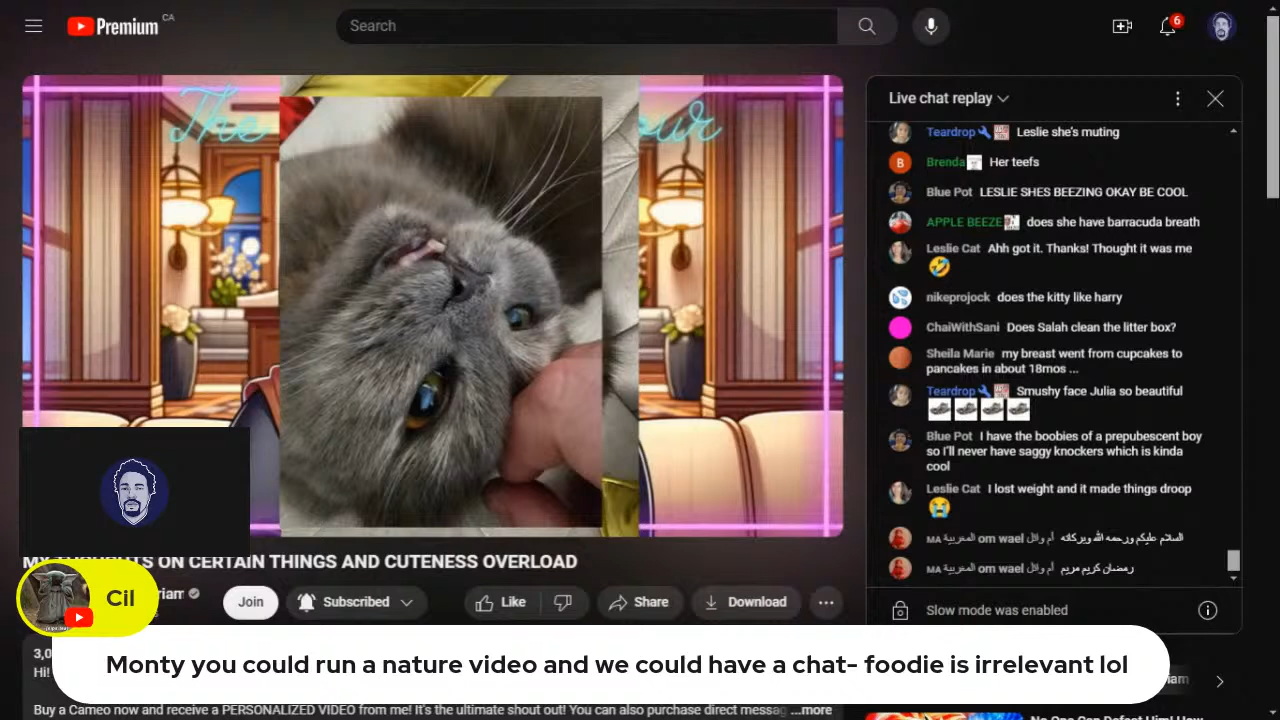 Premium CA
Search
6
The
our
Live chat replay
Teardrop Leslie she's muting
Brenda Her teefs
Blue Pot LESLIE SHES BEEZING OKAY BE COOL
APPLE BEEZE does she have barracuda breath
Leslie Cat Ahh got it. Thanks! Thought it was me
🤣
nikeprojock does the kitty like harry
ChaiWithSani Does Salah clean the litter box?
Sheila Marie my breast went from cupcakes to
pancakes in about 18mos ...
Teardrop Smushy face Julia so beautiful
Blue Pot I have the boobies of a prepubescent boy
so I'll never have saggy knockers which is kinda
cool
Leslie Cat I lost weight and it made things droop
😭
MA أم وائل المغربية om wael السلام عليكم ورحمه الله وبركاته
MA أم وائل المغربية om wael رمضان كريم مريم
Slow mode was enabled
MY THOUGHTS ON CERTAIN THINGS AND CUTENESS OVERLOAD
riam
Join
Subscribed
Like
Share
Download
Cil
Monty you could run a nature video and we could have a chat- foodie is irrelevant lol
3,0
Hi!
iam
Buy a Cameo now and receive a PERSONALIZED VIDEO from me! It's the ultimate shout out! You can also purchase direct messag ...more